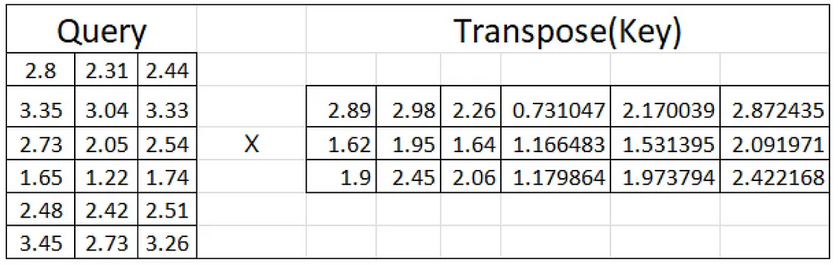 Query Transpose(Key)
2.8 2.31 2.44
3.35 3.04 3.33 2.89 2.98 2.26 0.731047 2.170039 2.872435
2.73 2.05 2.54 X 1.62 1.95 1.64 1.166483 1.531395 2.091971
1.65 1.22 1.74 1.9 2.45 2.06 1.179864 1.973794 2.422168
2.48 2.42 2.51
3.45 2.73 3.26